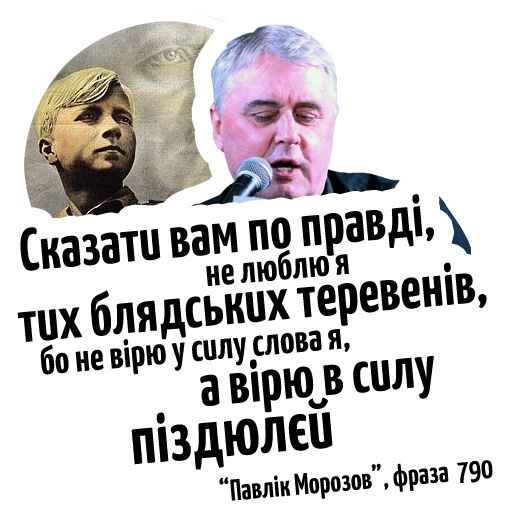 Сказати вам по правді,
не люблю я
тих блядських теревенів,
бо не вірю у силу слова я,
а вірю в силу
піздюлєй
“Павлік Морозов”, фраза 790